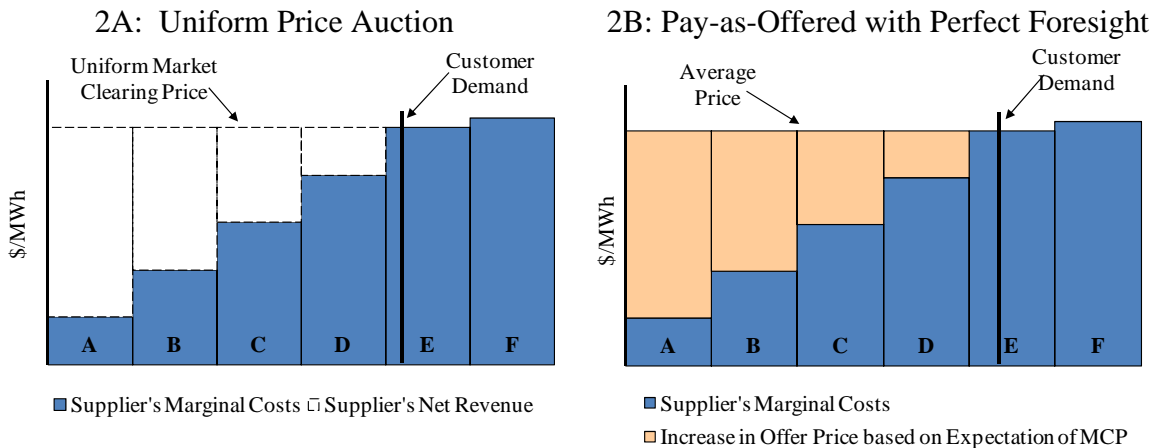 2A:  Uniform Price Auction
Uniform Market
Clearing Price
Customer
Demand
$/MWh
A
B
C
D
E
F
Supplier's Marginal Costs
Supplier's Net Revenue
2B: Pay-as-Offered with Perfect Foresight
Average
Price
Customer
Demand
$/MWh
A
B
C
D
E
F
Supplier's Marginal Costs
Increase in Offer Price based on Expectation of MCP